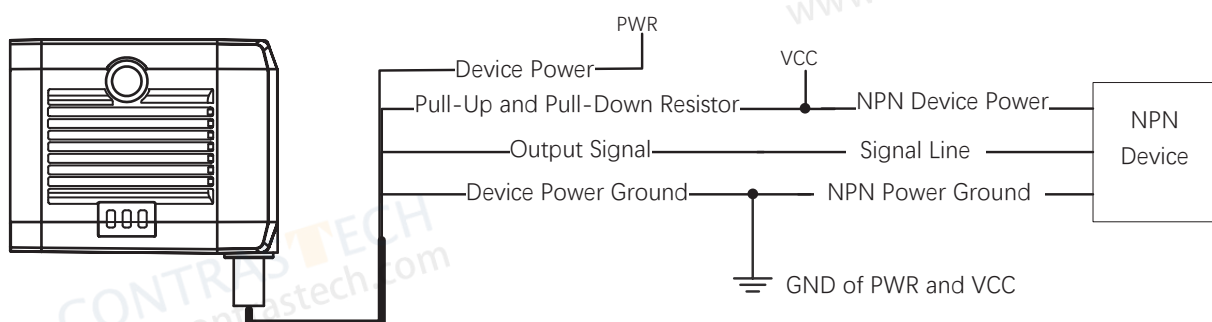 www.
PWR
Device Power
VCC
Pull-Up and Pull-Down Resistor
NPN Device Power
NPN
Device
Output Signal
Signal Line
Device Power Ground
NPN Power Ground
GND of PWR and VCC
CONTRASTECH
contrastech.com